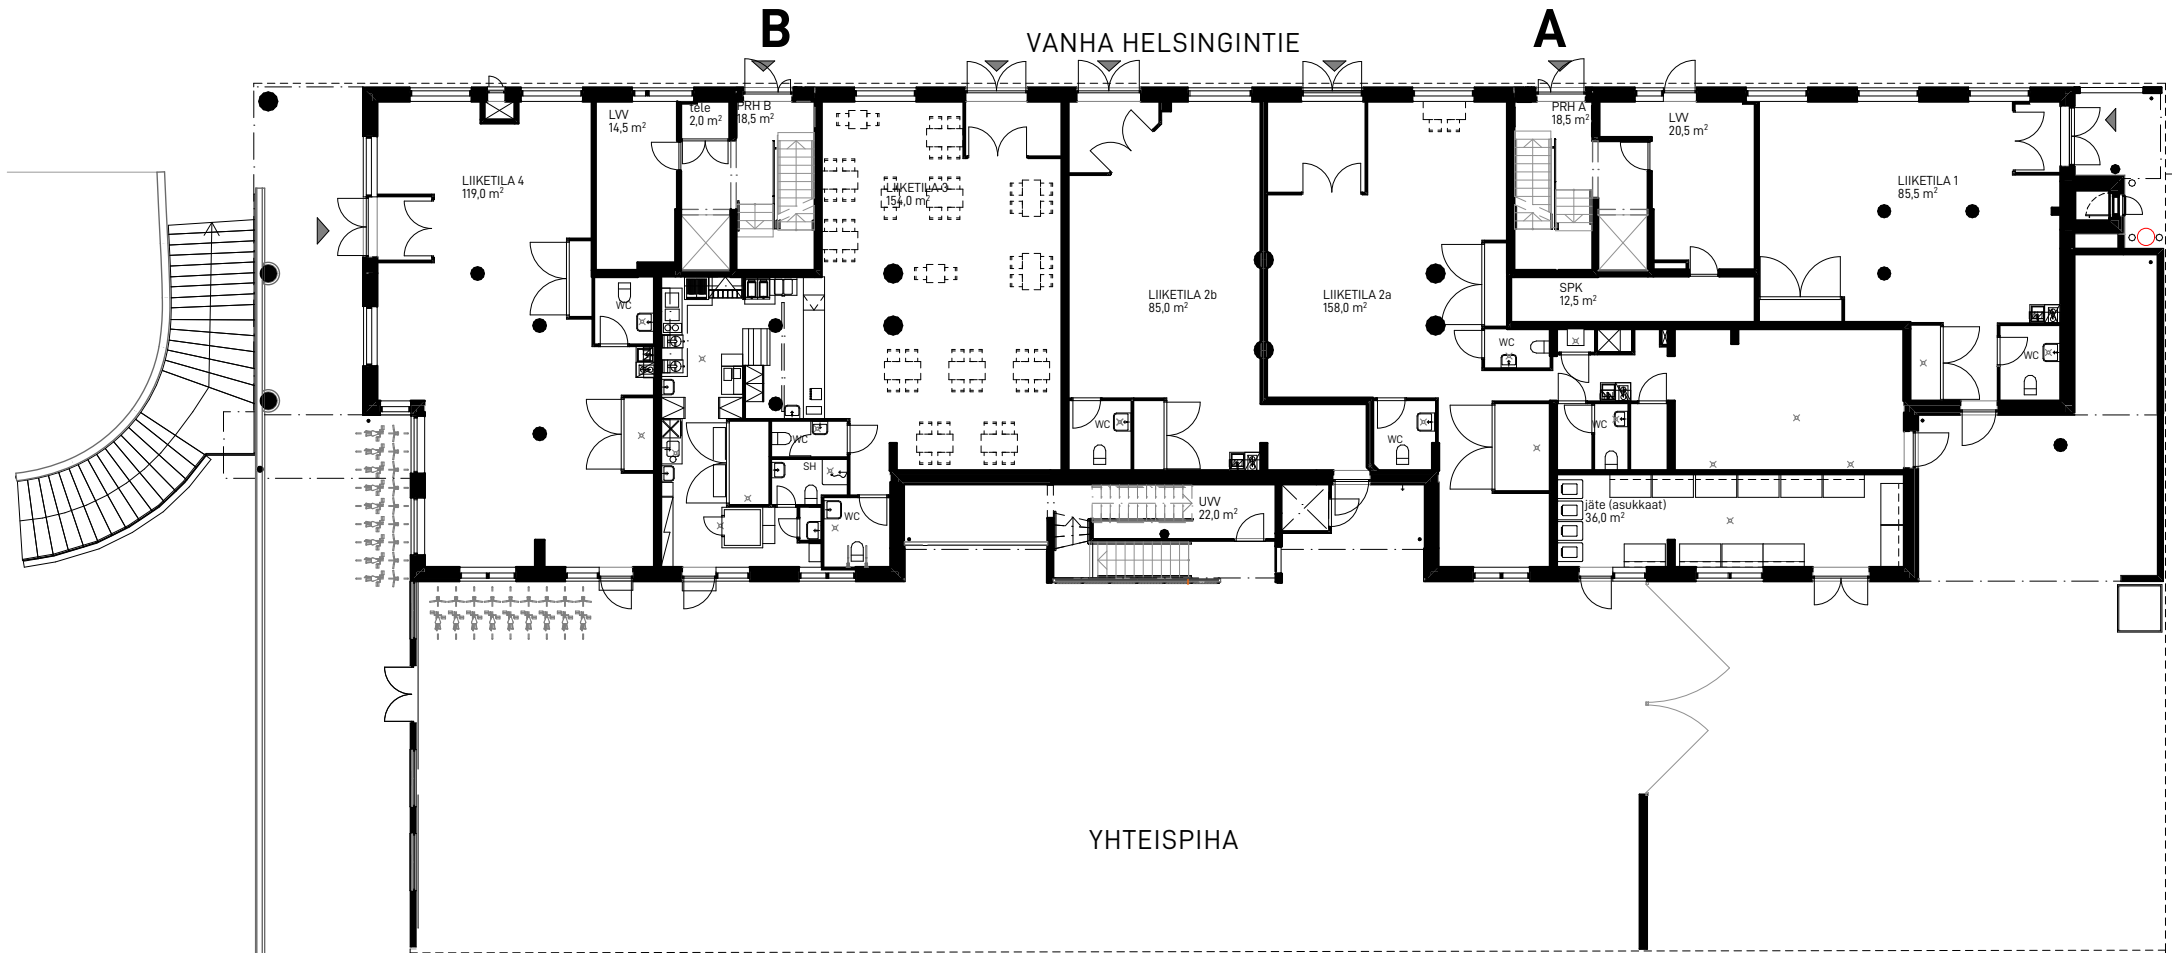 B
A
VANHA HELSINGINTIE
LVV
14,5 m²
tele
2,0 m²
PRH B
18,5 m²
PRH A
18,5 m²
LVV
20,5 m²
LIIKETILA 4
119,0 m²
LIIKETILA 3
154,0 m²
LIIKETILA 1
85,5 m²
LIIKETILA 2b
85,0 m²
LIIKETILA 2a
158,0 m²
SPK
12,5 m²
WC
WC
WC
WC
WC
WC
WC
SH
WC
UVV
22,0 m²
jäte (asukkaat)
36,0 m²
YHTEISPIHA